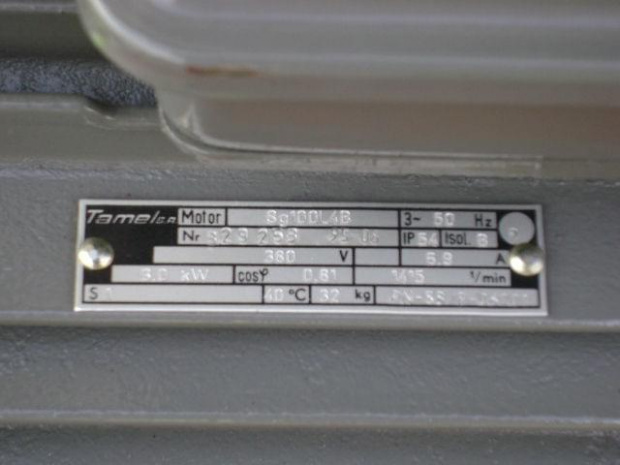 Tamel S.A. Motor Sg100L4B 3~ 50 Hz
Nr IP 54 Isol. B
380 V 6.9 A
3.0 kW cosφ 0.81 1415 1/min
S 40 °C 32 kg